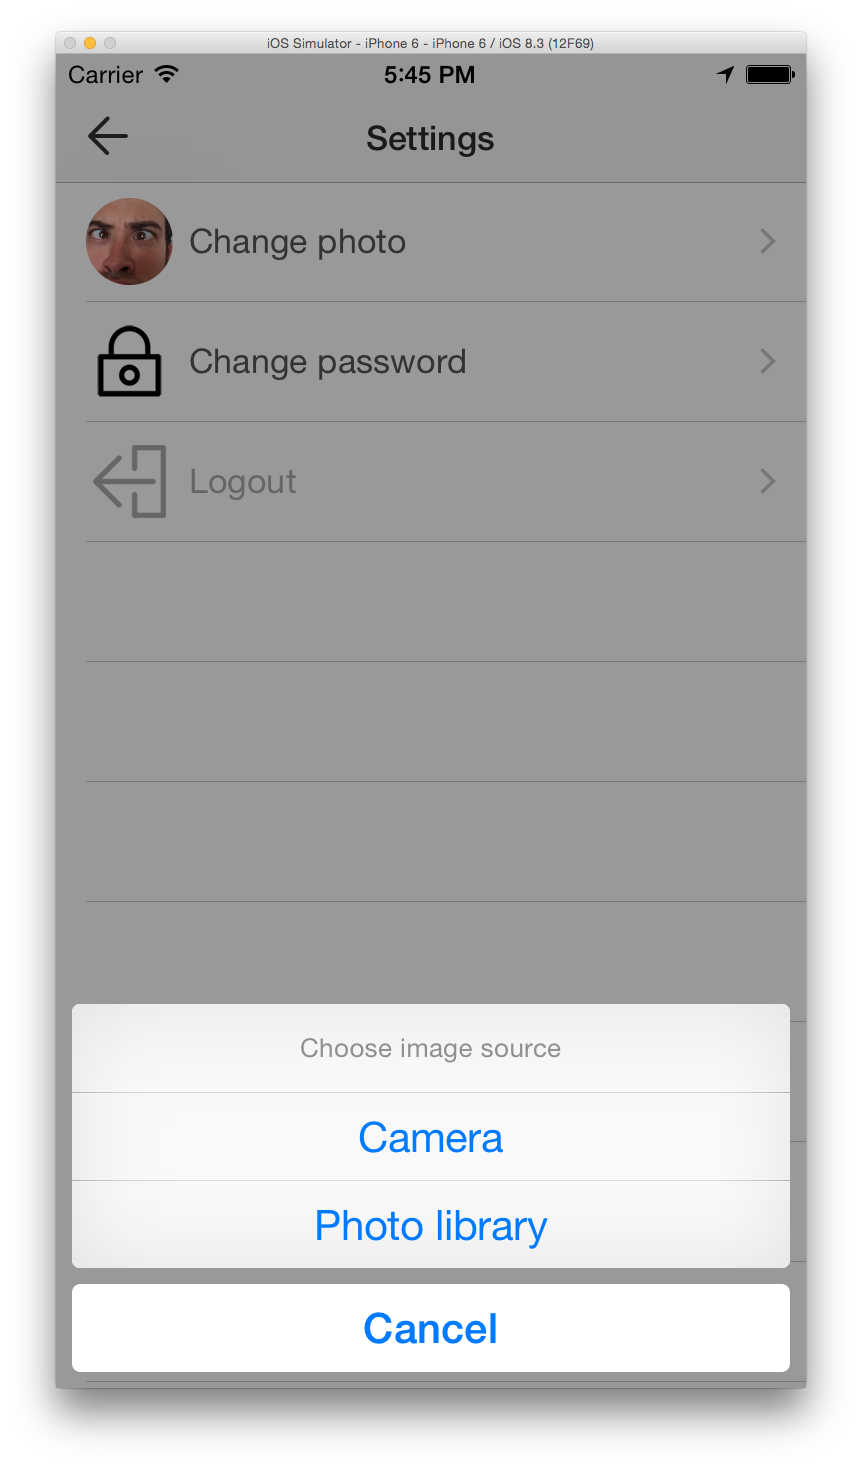 iOS Simulator - iPhone 6 - iPhone 6 / iOS 8.3 (12F69)
Carrier 5:45 PM
Settings
Change photo
Change password
Logout
Choose image source
Camera
Photo library
Cancel